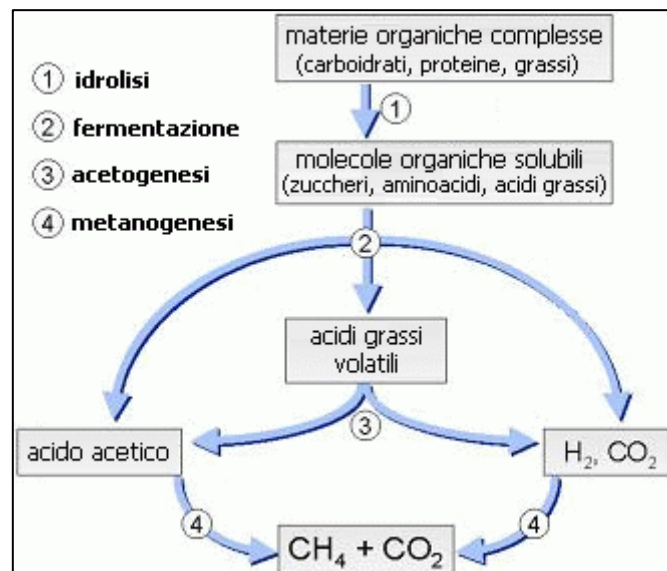 materie organiche complesse
(carboidrati, proteine, grassi)
1 idrolisi
1
2 fermentazione
molecole organiche solubili
(zuccheri, aminoacidi, acidi grassi)
3 acetogenesi
4 metanogenesi
2
acidi grassi
volatili
3
acido acetico
H₂, CO₂
4
4
CH₄ + CO₂